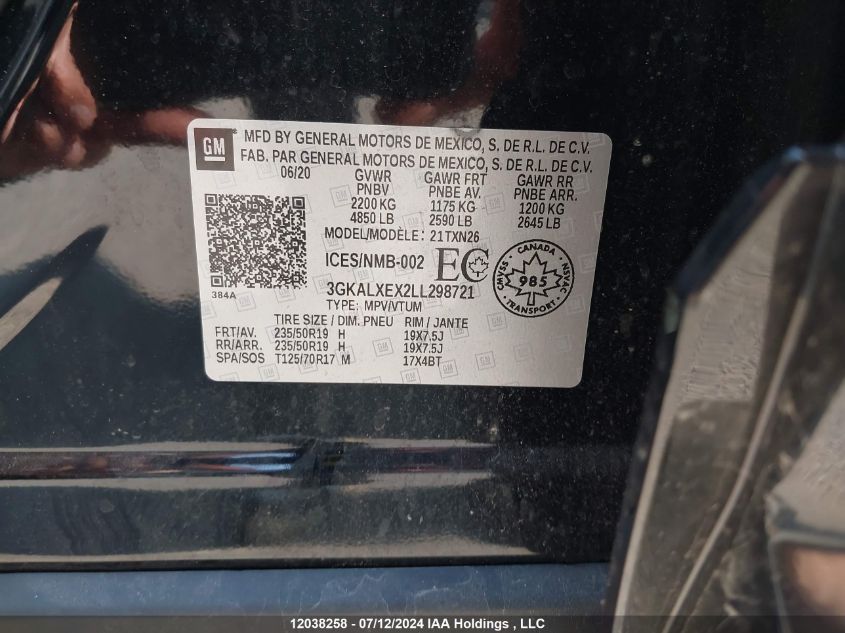 GM
MFD BY GENERAL MOTORS DE MEXICO, S. DE R.L. DE C.V.
FAB. PAR GENERAL MOTORS DE MEXICO, S. DE R.L. DE C.V.
06/20 GVWR GAWR FRT GAWR RR
PNBV PNBE AV. PNBE ARR.
2200 KG 1175 KG 1200 KG
4850 LB 2590 LB 2645 LB
MODEL/MODÈLE: 21TXN26
ICES/NMB-002 EC
CANADA
CMVSS 985 NSVAC
384A
3GKALXEX2LL298721
TYPE: MPV/VTUM
TIRE SIZE / DIM. PNEU RIM / JANTE
FRT/AV. 235/50R19 H 19X7.5J
RR/ARR. 235/50R19 H 19X7.5J
SPA/SOS T125/70R17 M 17X4BT
12038258 - 07/12/2024 IAA Holdings , LLC